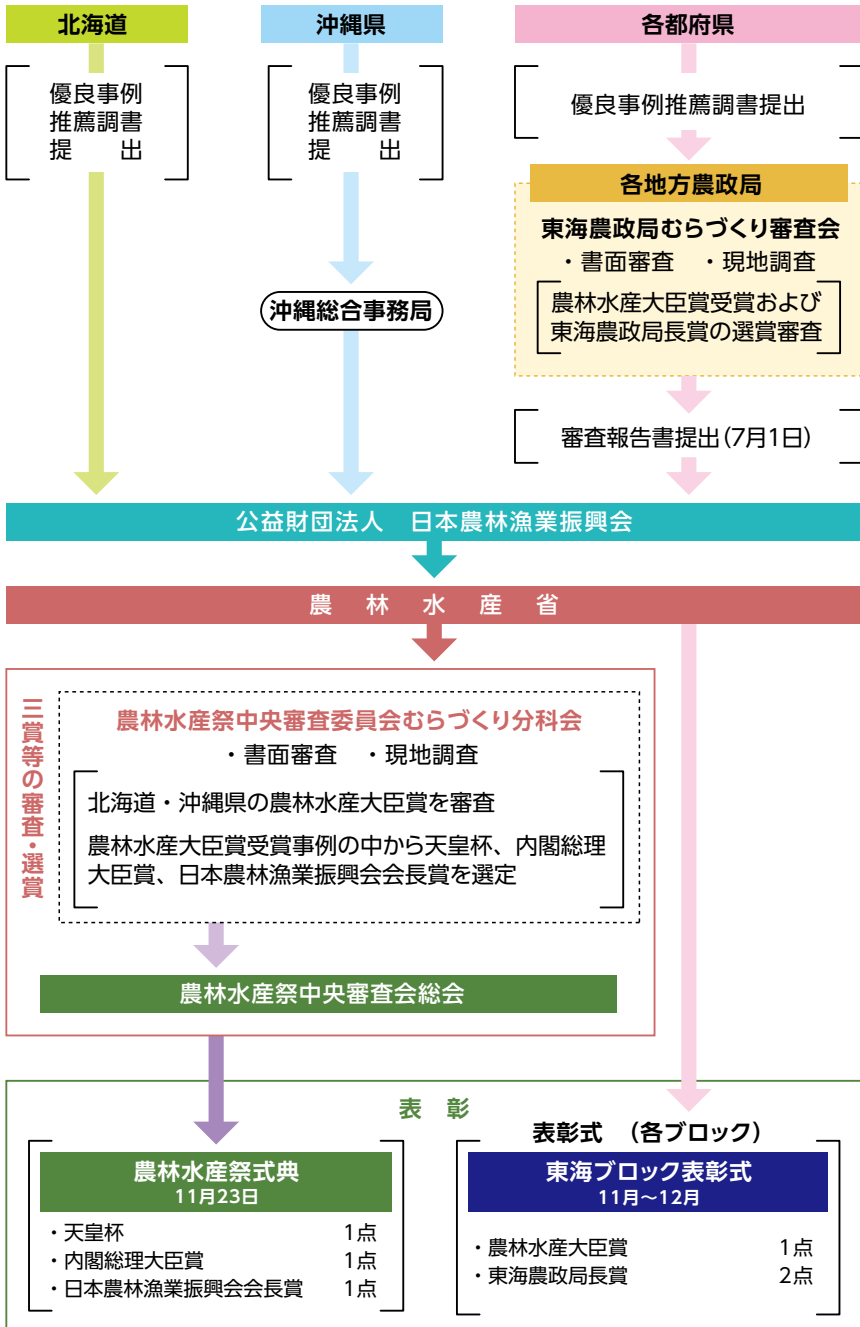 北海道
沖縄県
各都府県
優良事例
推薦調書
提　　出
優良事例
推薦調書
提　　出
優良事例推薦調書提出
各地方農政局
東海農政局むらづくり審査会
・書面審査　・現地調査
農林水産大臣賞受賞および
東海農政局長賞の選賞審査
沖縄総合事務局
審査報告書提出(7月1日)
公益財団法人　日本農林漁業振興会
農　林　水　産　省
三賞等の審査・選賞
農林水産祭中央審査委員会むらづくり分科会
・書面審査　・現地調査
北海道・沖縄県の農林水産大臣賞を審査
農林水産大臣賞受賞事例の中から天皇杯、内閣総理
大臣賞、日本農林漁業振興会会長賞を選定
農林水産祭中央審査会総会
表　彰
農林水産祭式典
11月23日
・天皇杯　1点
・内閣総理大臣賞　1点
・日本農林漁業振興会会長賞　1点
表彰式　（各ブロック）
東海ブロック表彰式
11月～12月
・農林水産大臣賞　1点
・東海農政局長賞　2点